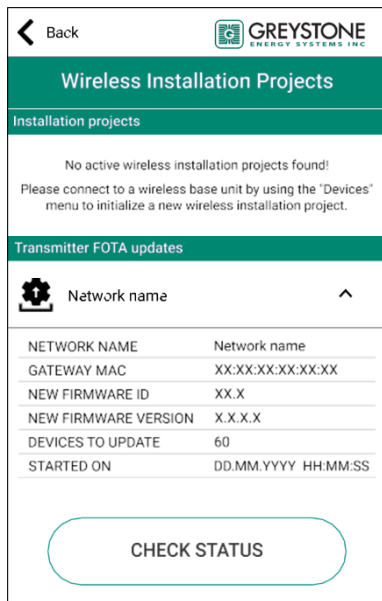 Back
GREYSTONE
ENERGY SYSTEMS INC
Wireless Installation Projects
Installation projects
No active wireless installation projects found!
Please connect to a wireless base unit by using the "Devices"
menu to initialize a new wireless installation project.
Transmitter FOTA updates
Network name
NETWORK NAME Network name
GATEWAY MAC XX:XX:XX:XX:XX:XX
NEW FIRMWARE ID XX.X
NEW FIRMWARE VERSION X.X.X.X
DEVICES TO UPDATE 60
STARTED ON DD.MM.YYYY HH:MM:SS
CHECK STATUS